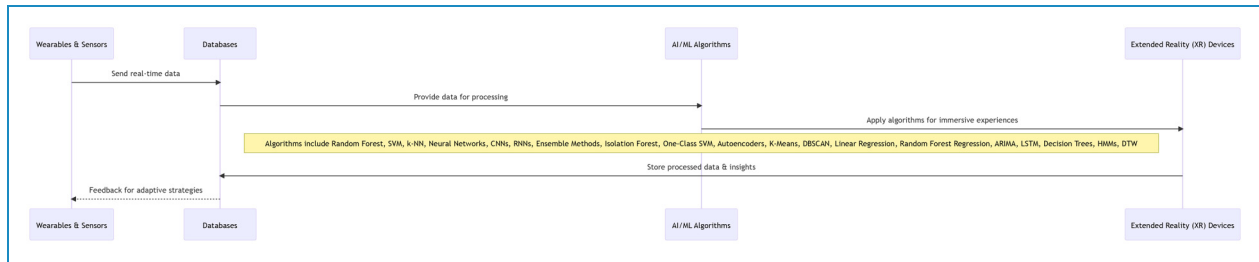 Wearables & Sensors
Databases
AI/ML Algorithms
Extended Reality (XR) Devices
Send real-time data
Provide data for processing
Apply algorithms for immersive experiences
Algorithms include Random Forest, SVM, k-NN, Neural Networks, CNNs, RNNs, Ensemble Methods, Isolation Forest, One-Class SVM, Autoencoders, K-Means, DBSCAN, Linear Regression, Random Forest Regression, ARIMA, LSTM, Decision Trees, HMMs, DTW
Store processed data & insights
Feedback for adaptive strategies
Wearables & Sensors
Databases
AI/ML Algorithms
Extended Reality (XR) Devices